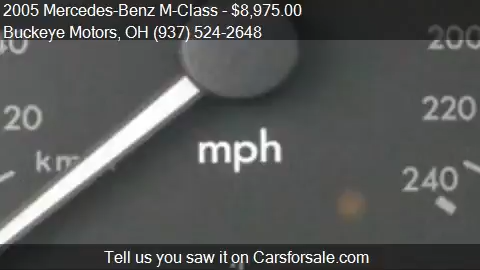 2005 Mercedes-Benz M-Class - $8,975.00
Buckeye Motors, OH (937) 524-2648
200
20
220
mph
240
Tell us you saw it on Carsforsale.com